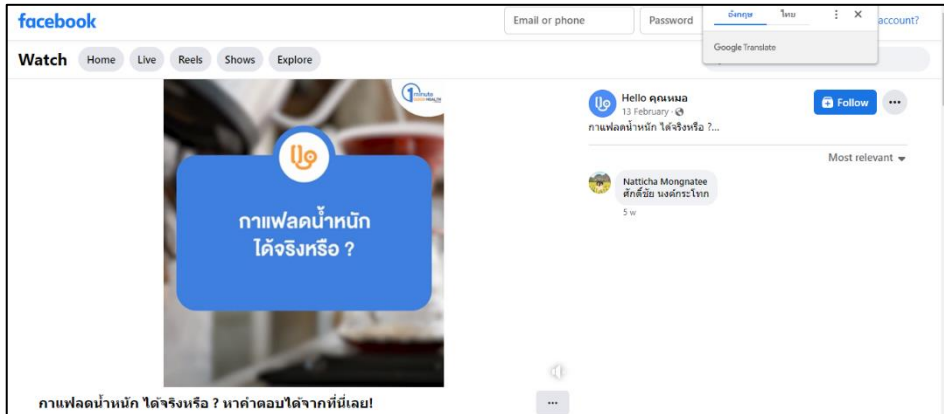 facebook
Email or phone
Password
อังกฤษ
ไทย
account?
Google Translate
Watch
Home
Live
Reels
Shows
Explore
1 minute
GOOD HEALTH
กาแฟลดน้ำหนัก
ได้จริงหรือ ?
Hello คุณหมอ
13 February
กาแฟลดน้ำหนัก ได้จริงหรือ ?...
Follow
Most relevant
Natticha Mongnatee
ศักดิ์ชัย นงค์กระโทก
5 w
กาแฟลดน้ำหนัก ได้จริงหรือ ? หาคำตอบได้จากที่นี่เลย!